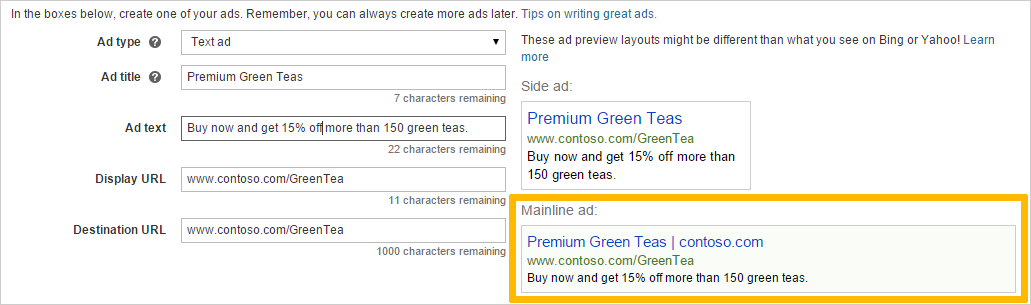 In the boxes below, create one of your ads. Remember, you can always create more ads later. Tips on writing great ads.
Ad type ? Text ad
Ad title ? Premium Green Teas
7 characters remaining
Ad text Buy now and get 15% off more than 150 green teas.
22 characters remaining
Display URL www.contoso.com/GreenTea
11 characters remaining
Destination URL www.contoso.com/GreenTea
1000 characters remaining
These ad preview layouts might be different than what you see on Bing or Yahoo! Learn
more
Side ad:
Premium Green Teas
www.contoso.com/GreenTea
Buy now and get 15% off more than
150 green teas.
Mainline ad:
Premium Green Teas | contoso.com
www.contoso.com/GreenTea
Buy now and get 15% off more than 150 green teas.